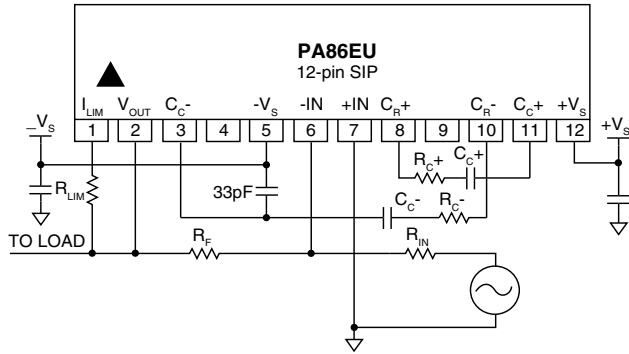 PA86EU
12-pin SIP
I_LIM V_OUT C_C- -V_S -IN +IN C_R+ C_R- C_C+ +V_S
1 2 3 4 5 6 7 8 9 10 11 12
_V_S
+V_S
R_C+ C_C+
R_LIM
33pF
C_C- R_C-
TO LOAD
R_F
R_IN